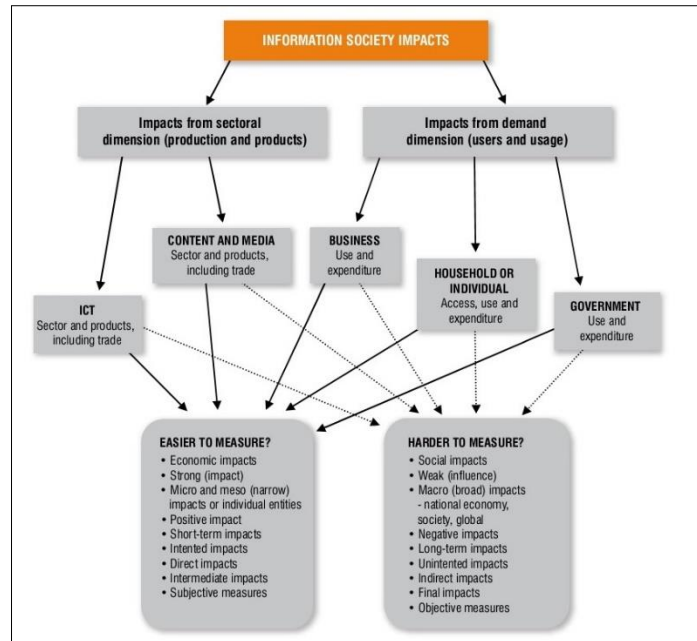 INFORMATION SOCIETY IMPACTS
Impacts from sectoral
dimension (production and products)
Impacts from demand
dimension (users and usage)
CONTENT AND MEDIA
Sector and products,
including trade
BUSINESS
Use and
expenditure
HOUSEHOLD OR
INDIVIDUAL
Access, use and
expenditure
ICT
Sector and products,
including trade
GOVERNMENT
Use and
expenditure
EASIER TO MEASURE?
• Economic impacts
• Strong (impact)
• Micro and meso (narrow)
impacts or individual entities
• Positive impact
• Short-term impacts
• Intented impacts
• Direct impacts
• Intermediate impacts
• Subjective measures
HARDER TO MEASURE?
• Social impacts
• Weak (influence)
• Macro (broad) impacts
- national economy,
society, global
• Negative impacts
• Long-term impacts
• Unintented impacts
• Indirect impacts
• Final impacts
• Objective measures